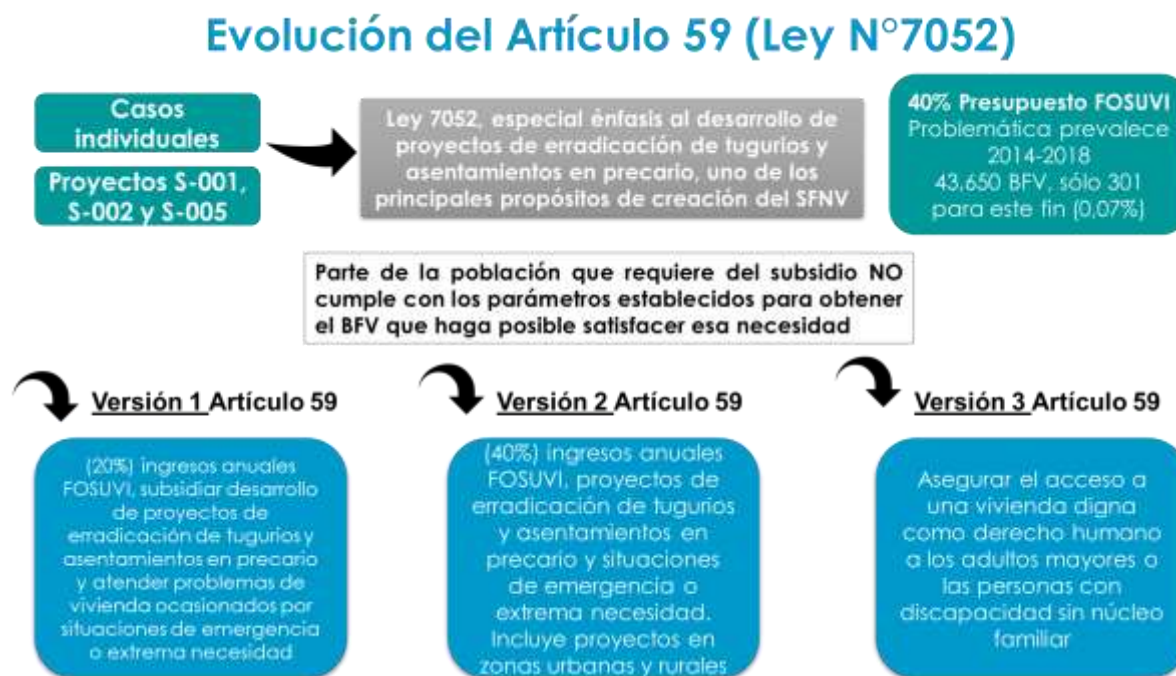 Evolución del Artículo 59 (Ley N°7052)
Casos
individuales
Proyectos S-001,
S-002 y S-005
Ley 7052, especial énfasis al desarrollo de
proyectos de erradicación de tugurios y
asentamientos en precario, uno de los
principales propósitos de creación del SFNV
40% Presupuesto FOSUVI
Problemática prevalece
2014-2018
43.650 BFV, sólo 301
para este fin (0,07%)
Parte de la población que requiere del subsidio NO
cumple con los parámetros establecidos para obtener
el BFV que haga posible satisfacer esa necesidad
Versión 1 Artículo 59
(20%) ingresos anuales
FOSUVI, subsidiar desarrollo
de proyectos de
erradicación de tugurios y
asentamientos en precario
y atender problemas de
vivienda ocasionados por
situaciones de emergencia
o extrema necesidad
Versión 2 Artículo 59
(40%) ingresos anuales
FOSUVI, proyectos de
erradicación de tugurios
y asentamientos en
precario y situaciones
de emergencia o
extrema necesidad.
Incluye proyectos en
zonas urbanas y rurales
Versión 3 Artículo 59
Asegurar el acceso a
una vivienda digna
como derecho humano
a los adultos mayores o
las personas con
discapacidad sin núcleo
familiar